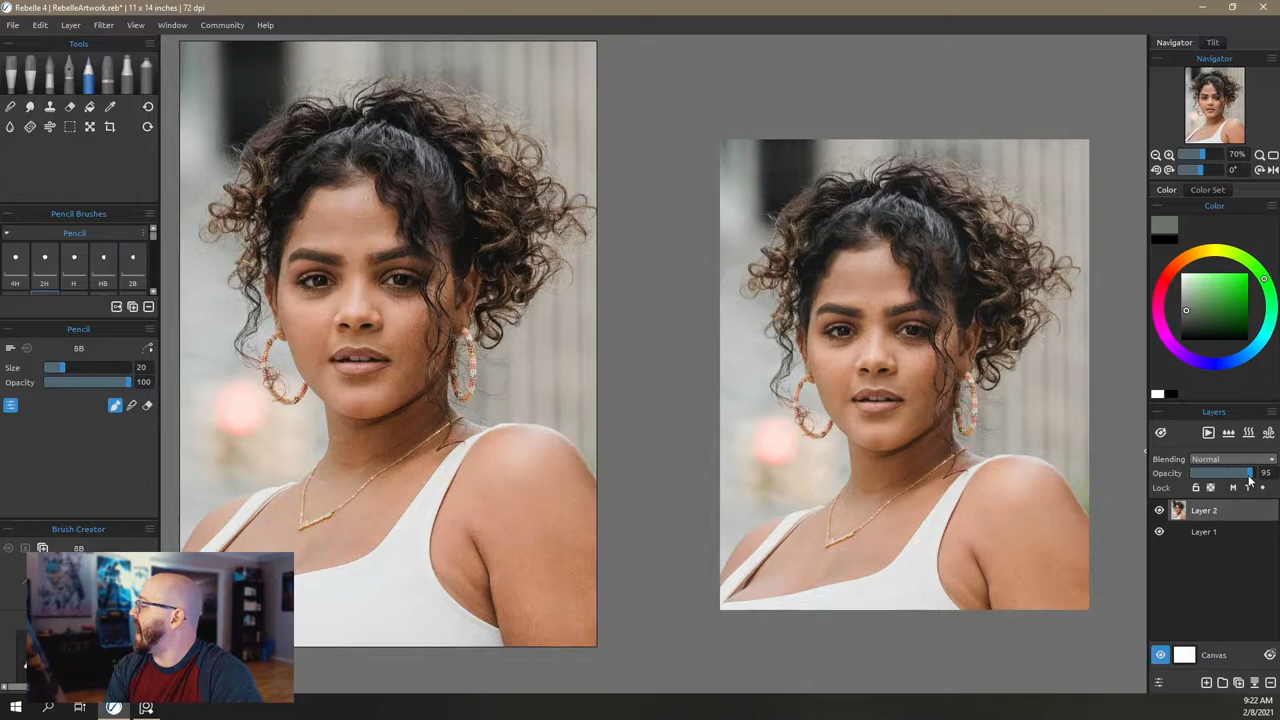 Rebelle 4 | RebelleArtwork.reb* | 11 x 14 inches | 72 dpi
File Edit Layer Filter View Window Community Help
Tools
Pencil Brushes
Pencil
4H 2H H HB 2B
Pencil
8B
Size 20
Opacity 100
Brush Creator
8B
Navigator Tilt
Navigator
70%
0°
Color Color Set
Color
Layers
Blending Normal
Opacity 95
Lock M T
Layer 2
Layer 1
Canvas
9:22 AM
2/8/2021